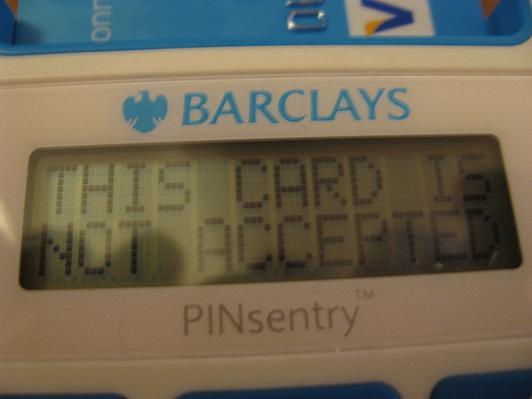 BARCLAYS
THIS CARD IS
NOT ACCEPTED
PINsentry™